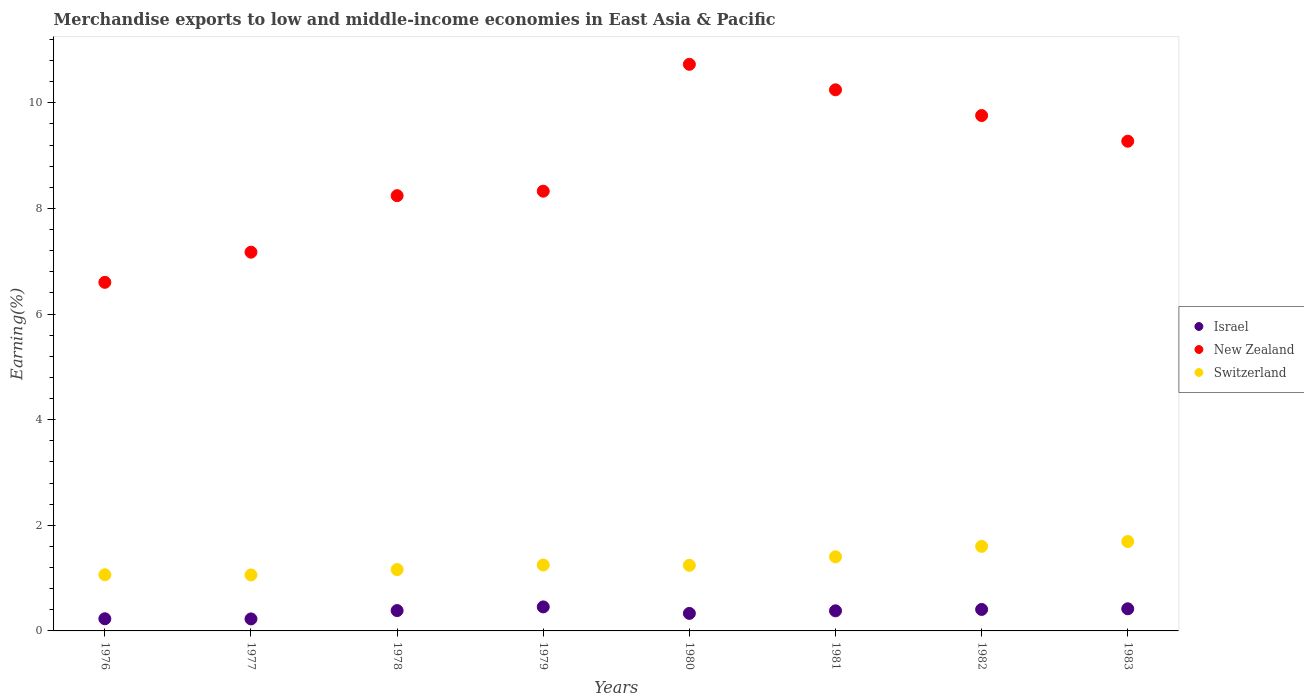 Merchandise exports to low and middle-income economies in East Asia & Pacific
Earning(%)
10
8
6
4
2
0
1976
1977
1978
1979
1980
1981
1982
1983
Years
Israel
New Zealand
Switzerland